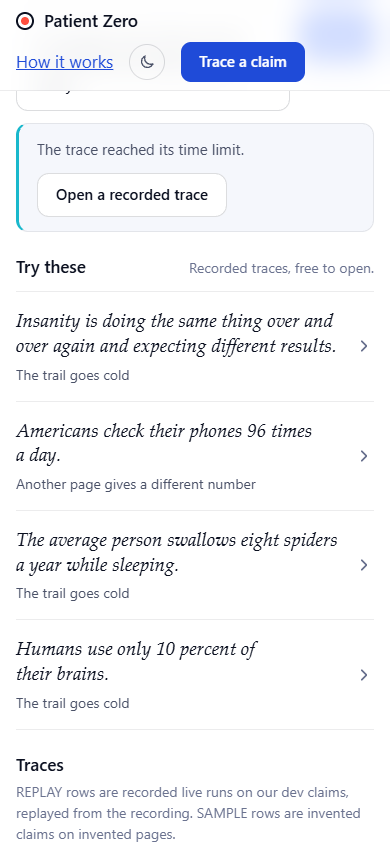 Patient Zero
How it works
Trace a claim
The trace reached its time limit.
Open a recorded trace
Try these
Recorded traces, free to open.
Insanity is doing the same thing over and
over again and expecting different results.
The trail goes cold
Americans check their phones 96 times
a day.
Another page gives a different number
The average person swallows eight spiders
a year while sleeping.
The trail goes cold
Humans use only 10 percent of
their brains.
The trail goes cold
Traces
REPLAY rows are recorded live runs on our dev claims,
replayed from the recording. SAMPLE rows are invented
claims on invented pages.